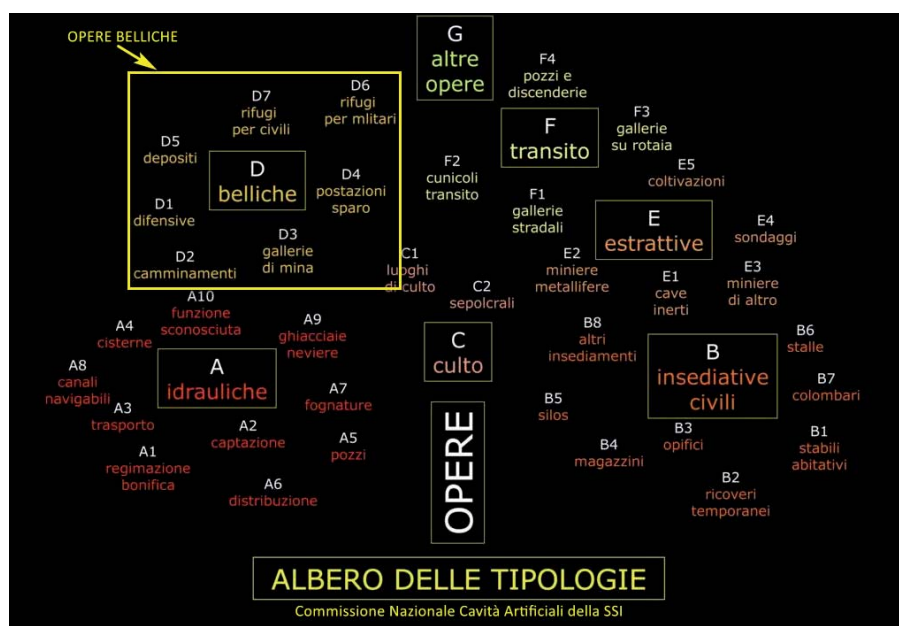 OPERE BELLICHE
G
altre
opere
F4
pozzi e
discenderie
D7
rifugi
per civili
D6
rifugi
per mlitari
F3
gallerie
su rotaia
F
transito
D5
depositi
D
belliche
D4
postazioni
sparo
F2
cunicoli
transito
E5
coltivazioni
D1
difensive
F1
gallerie
stradali
E
estrattive
E4
sondaggi
D3
gallerie
di mina
D2
camminamenti
C1
luoghi
di culto
C2
sepolcrali
E2
miniere
metallifere
E1
cave
inerti
E3
miniere
di altro
A10
funzione
sconosciuta
A4
cisterne
A9
ghiacciaie
neviere
C
culto
B8
altri
insediamenti
B6
stalle
A8
canali
navigabili
A
idrauliche
B
insediative
civili
B7
colombari
A7
fognature
A3
trasporto
B5
silos
A2
captazione
A5
pozzi
B3
opifici
B1
stabili
abitativi
A1
regimazione
bonifica
B4
magazzini
A6
distribuzione
B2
ricoveri
temporanei
OPERE
ALBERO DELLE TIPOLOGIE
Commissione Nazionale Cavità Artificiali della SSI